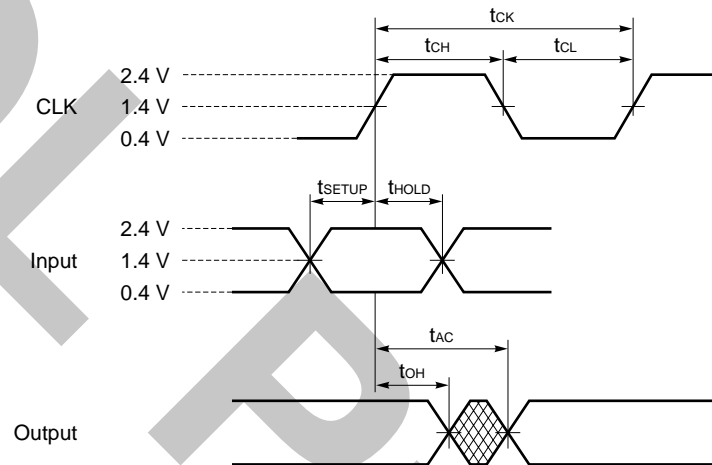 tCK
tCH tCL
2.4 V
CLK 1.4 V
0.4 V
tSETUP tHOLD
2.4 V
Input 1.4 V
0.4 V
tAC
tOH
Output